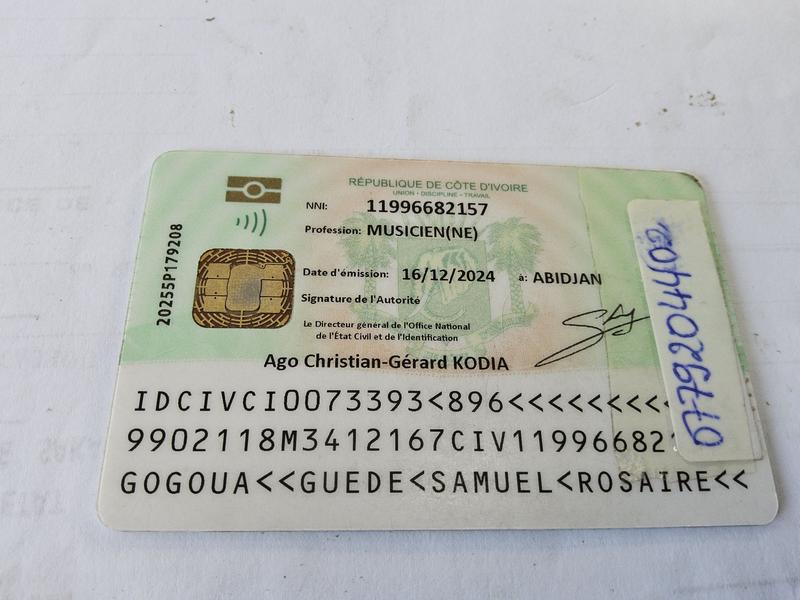 RÉPUBLIQUE DE CÔTE D'IVOIRE
UNION - DISCIPLINE - TRAVAIL
NNI: 11996682157
Profession: MUSICIEN(NE)
20255P179208
Date d'émission: 16/12/2024 à: ABIDJAN
Signature de l'Autorité
Le Directeur général de l'Office National
de l'État Civil et de l'Identification
Ago Christian-Gérard KODIA
IDCIVCI0073393<896<<<<<<<<<
9902118M3412167CIV119966821
GOGOUA<<GUEDE<SAMUEL<ROSAIRE<<